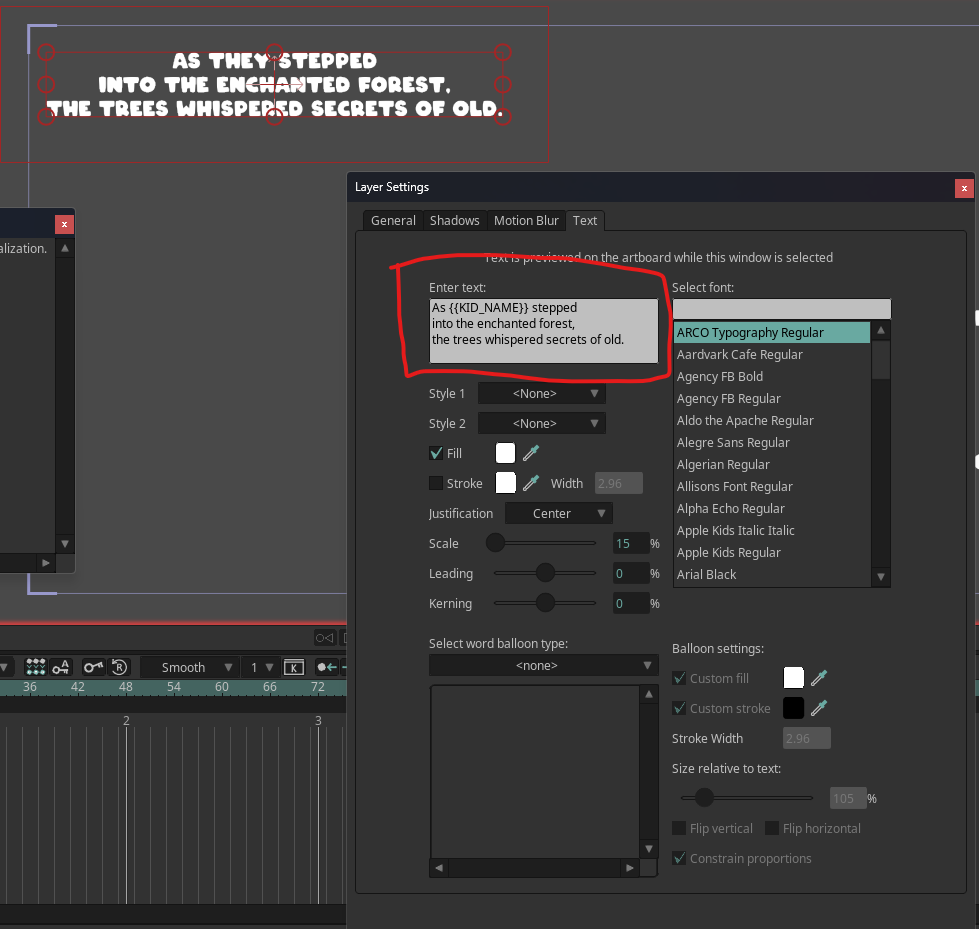 AS THEY STEPPED
INTO THE ENCHANTED FOREST,
THE TREES WHISPERED SECRETS OF OLD.
Layer Settings
x
x
alization.
General Shadows Motion Blur Text
Text is previewed on the artboard while this window is selected
Enter text:
As {{KID_NAME}} stepped
into the enchanted forest,
the trees whispered secrets of old.
Select font:
ARCO Typography Regular
Aardvark Cafe Regular
Agency FB Bold
Agency FB Regular
Aldo the Apache Regular
Alegre Sans Regular
Algerian Regular
Allisons Font Regular
Alpha Echo Regular
Apple Kids Italic Italic
Apple Kids Regular
Arial Black
Style 1 <None>
Style 2 <None>
Fill
Stroke Width 2.96
Justification Center
Scale 15 %
Leading 0 %
Kerning 0 %
Select word balloon type:
<none>
Balloon settings:
Custom fill
Custom stroke
Stroke Width 2.96
Size relative to text:
105 %
Flip vertical Flip horizontal
Constrain proportions
A R Smooth 1 K
36 42 48 54 60 66 72
2 3